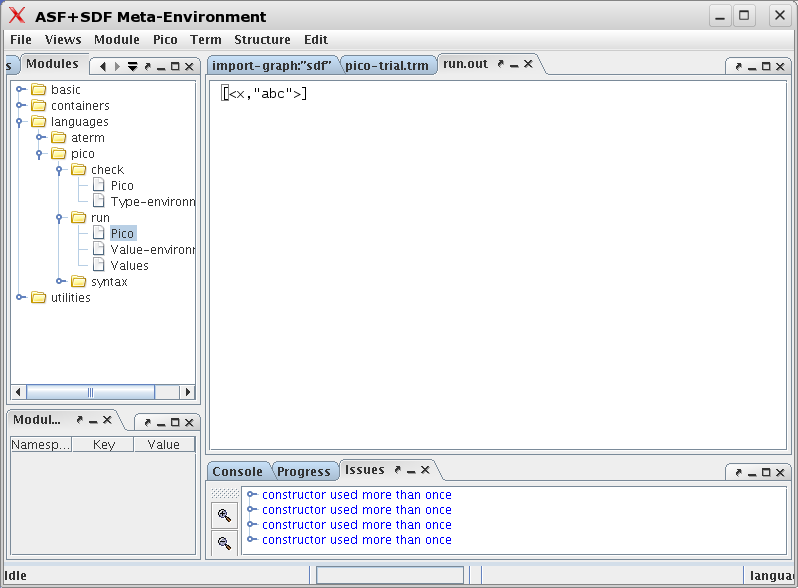 ASF+SDF Meta-Environment
File Views Module Pico Term Structure Edit
s Modules
basic
containers
languages
aterm
pico
check
Pico
Type-environm
run
Pico
Value-environm
Values
syntax
utilities
Modul...
Namesp... Key Value
import-graph:"sdf" pico-trial.trm run.out
[<x,"abc">]
Console Progress Issues
constructor used more than once
constructor used more than once
constructor used more than once
constructor used more than once
Idle langua